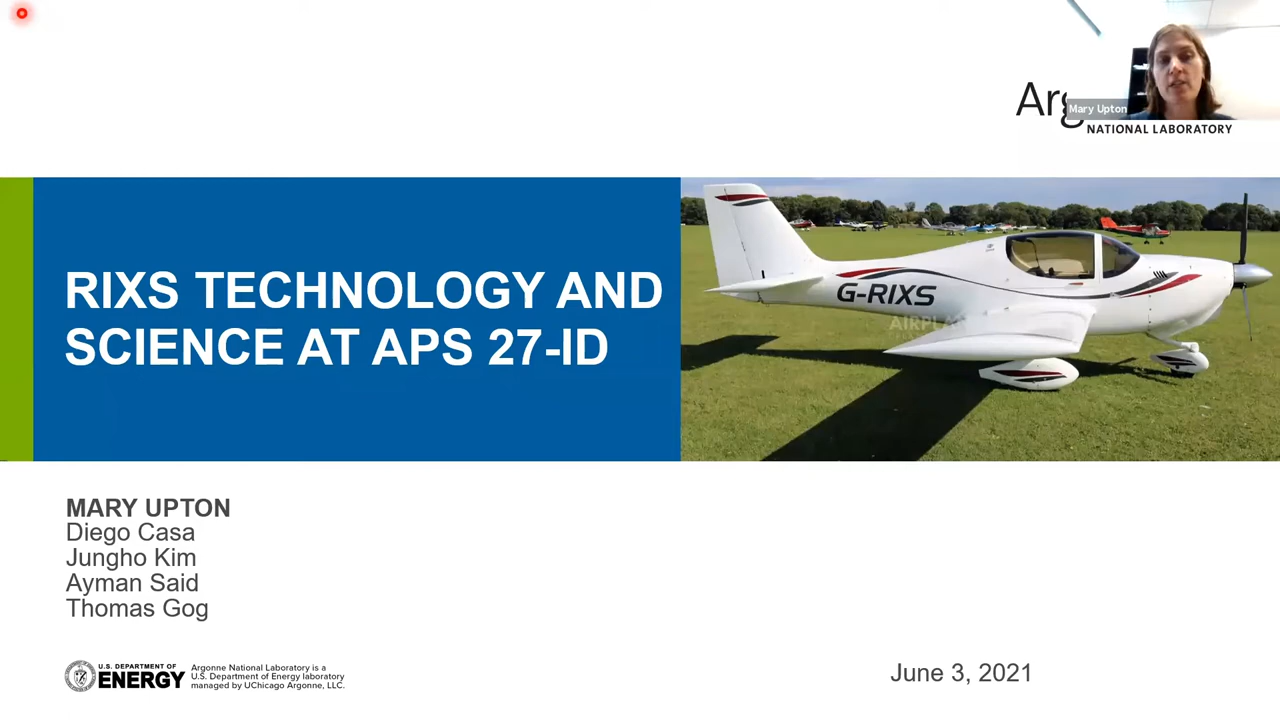 Mary Upton
NATIONAL LABORATORY
RIXS TECHNOLOGY AND
SCIENCE AT APS 27-ID
G-RIXS
MARY UPTON
Diego Casa
Jungho Kim
Ayman Said
Thomas Gog
U.S. DEPARTMENT OF
ENERGY
Argonne National Laboratory is a
U.S. Department of Energy laboratory
managed by UChicago Argonne, LLC.
June 3, 2021